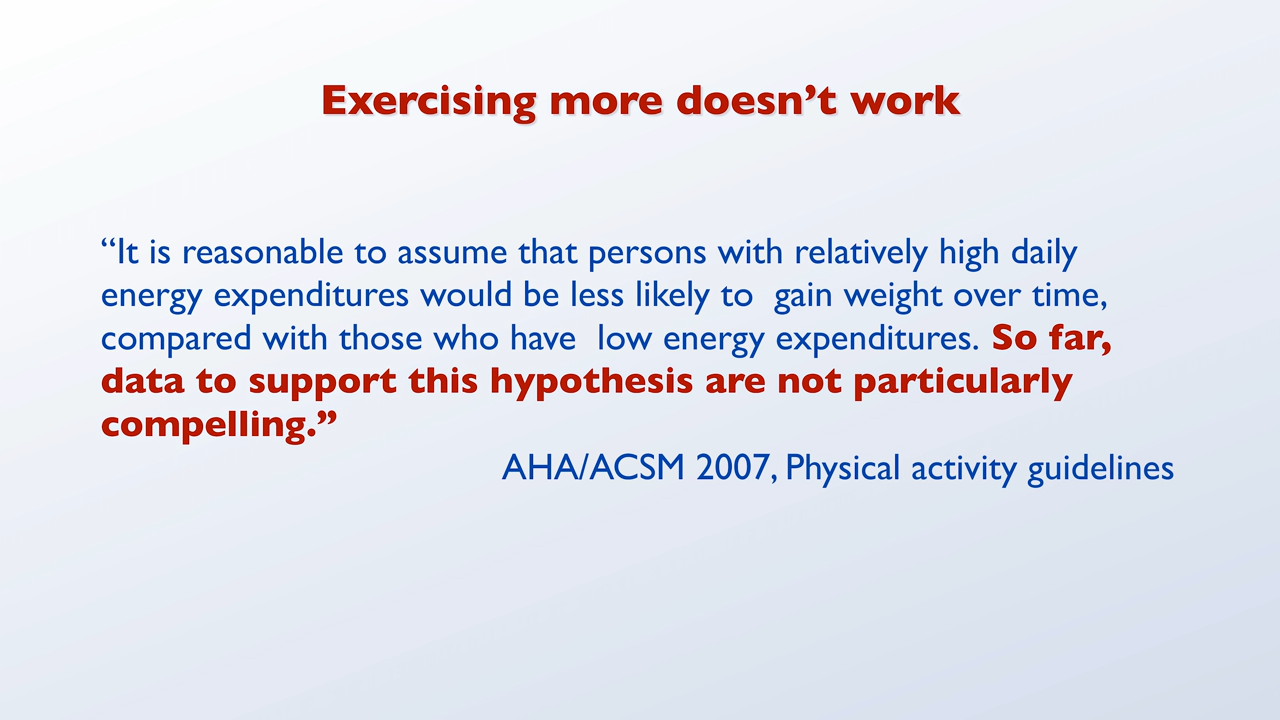 Exercising more doesn’t work
“It is reasonable to assume that persons with relatively high daily
energy expenditures would be less likely to  gain weight over time,
compared with those who have  low energy expenditures. So far,
data to support this hypothesis are not particularly
compelling.”
AHA/ACSM 2007, Physical activity guidelines